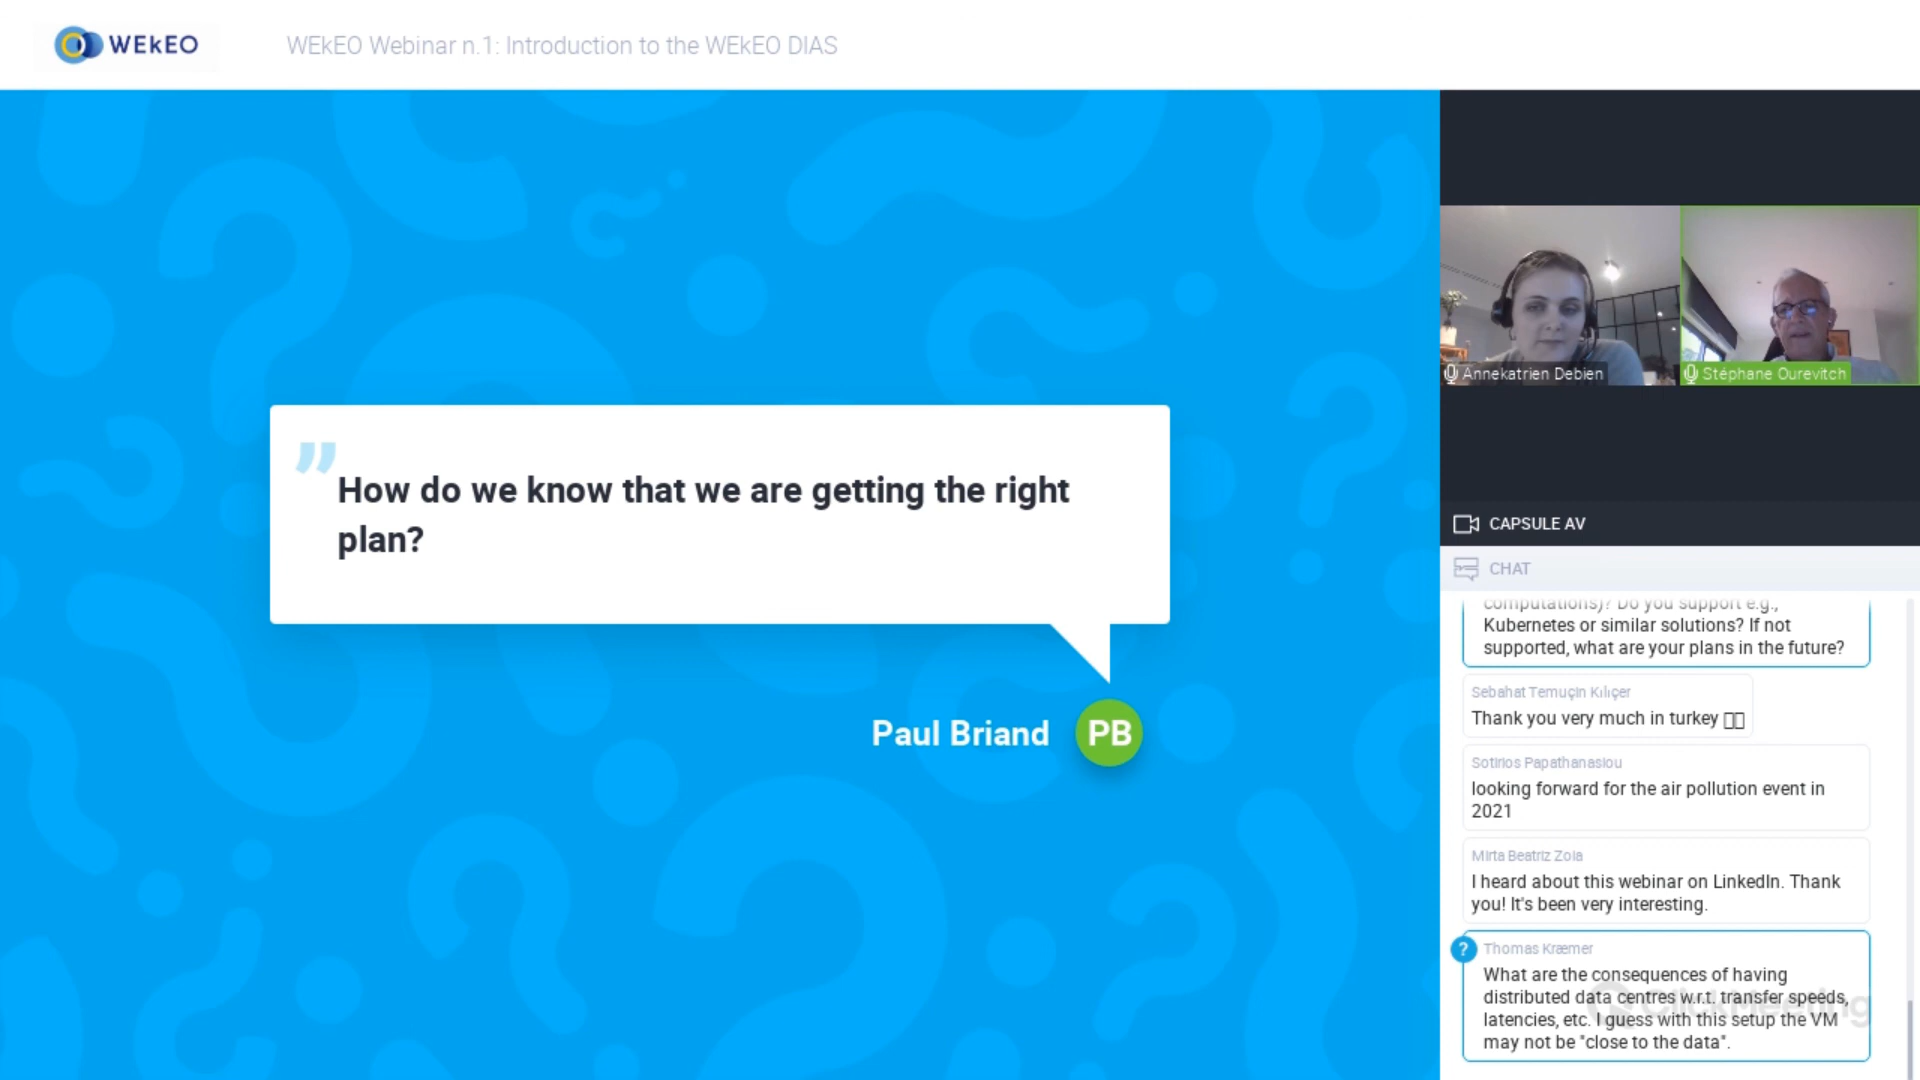 WEkEO
WEkEO Webinar n.1: Introduction to the WEkEO DIAS
”
How do we know that we are getting the right
plan?
Paul Briand
PB
Annekatrien Debien
Stéphane Ourevitch
CAPSULE AV
CHAT
computations)? Do you support e.g.,
Kubernetes or similar solutions? If not
supported, what are your plans in the future?
Sebahat Temuçin Kılıçer
Thank you very much in turkey
Sotirios Papathanasiou
looking forward for the air pollution event in
2021
Mirta Beatriz Zola
I heard about this webinar on LinkedIn. Thank
you! It's been very interesting.
?
Thomas Kræmer
What are the consequences of having
distributed data centres w.r.t. transfer speeds,
latencies, etc. I guess with this setup the VM
may not be "close to the data".
ClickMeeting